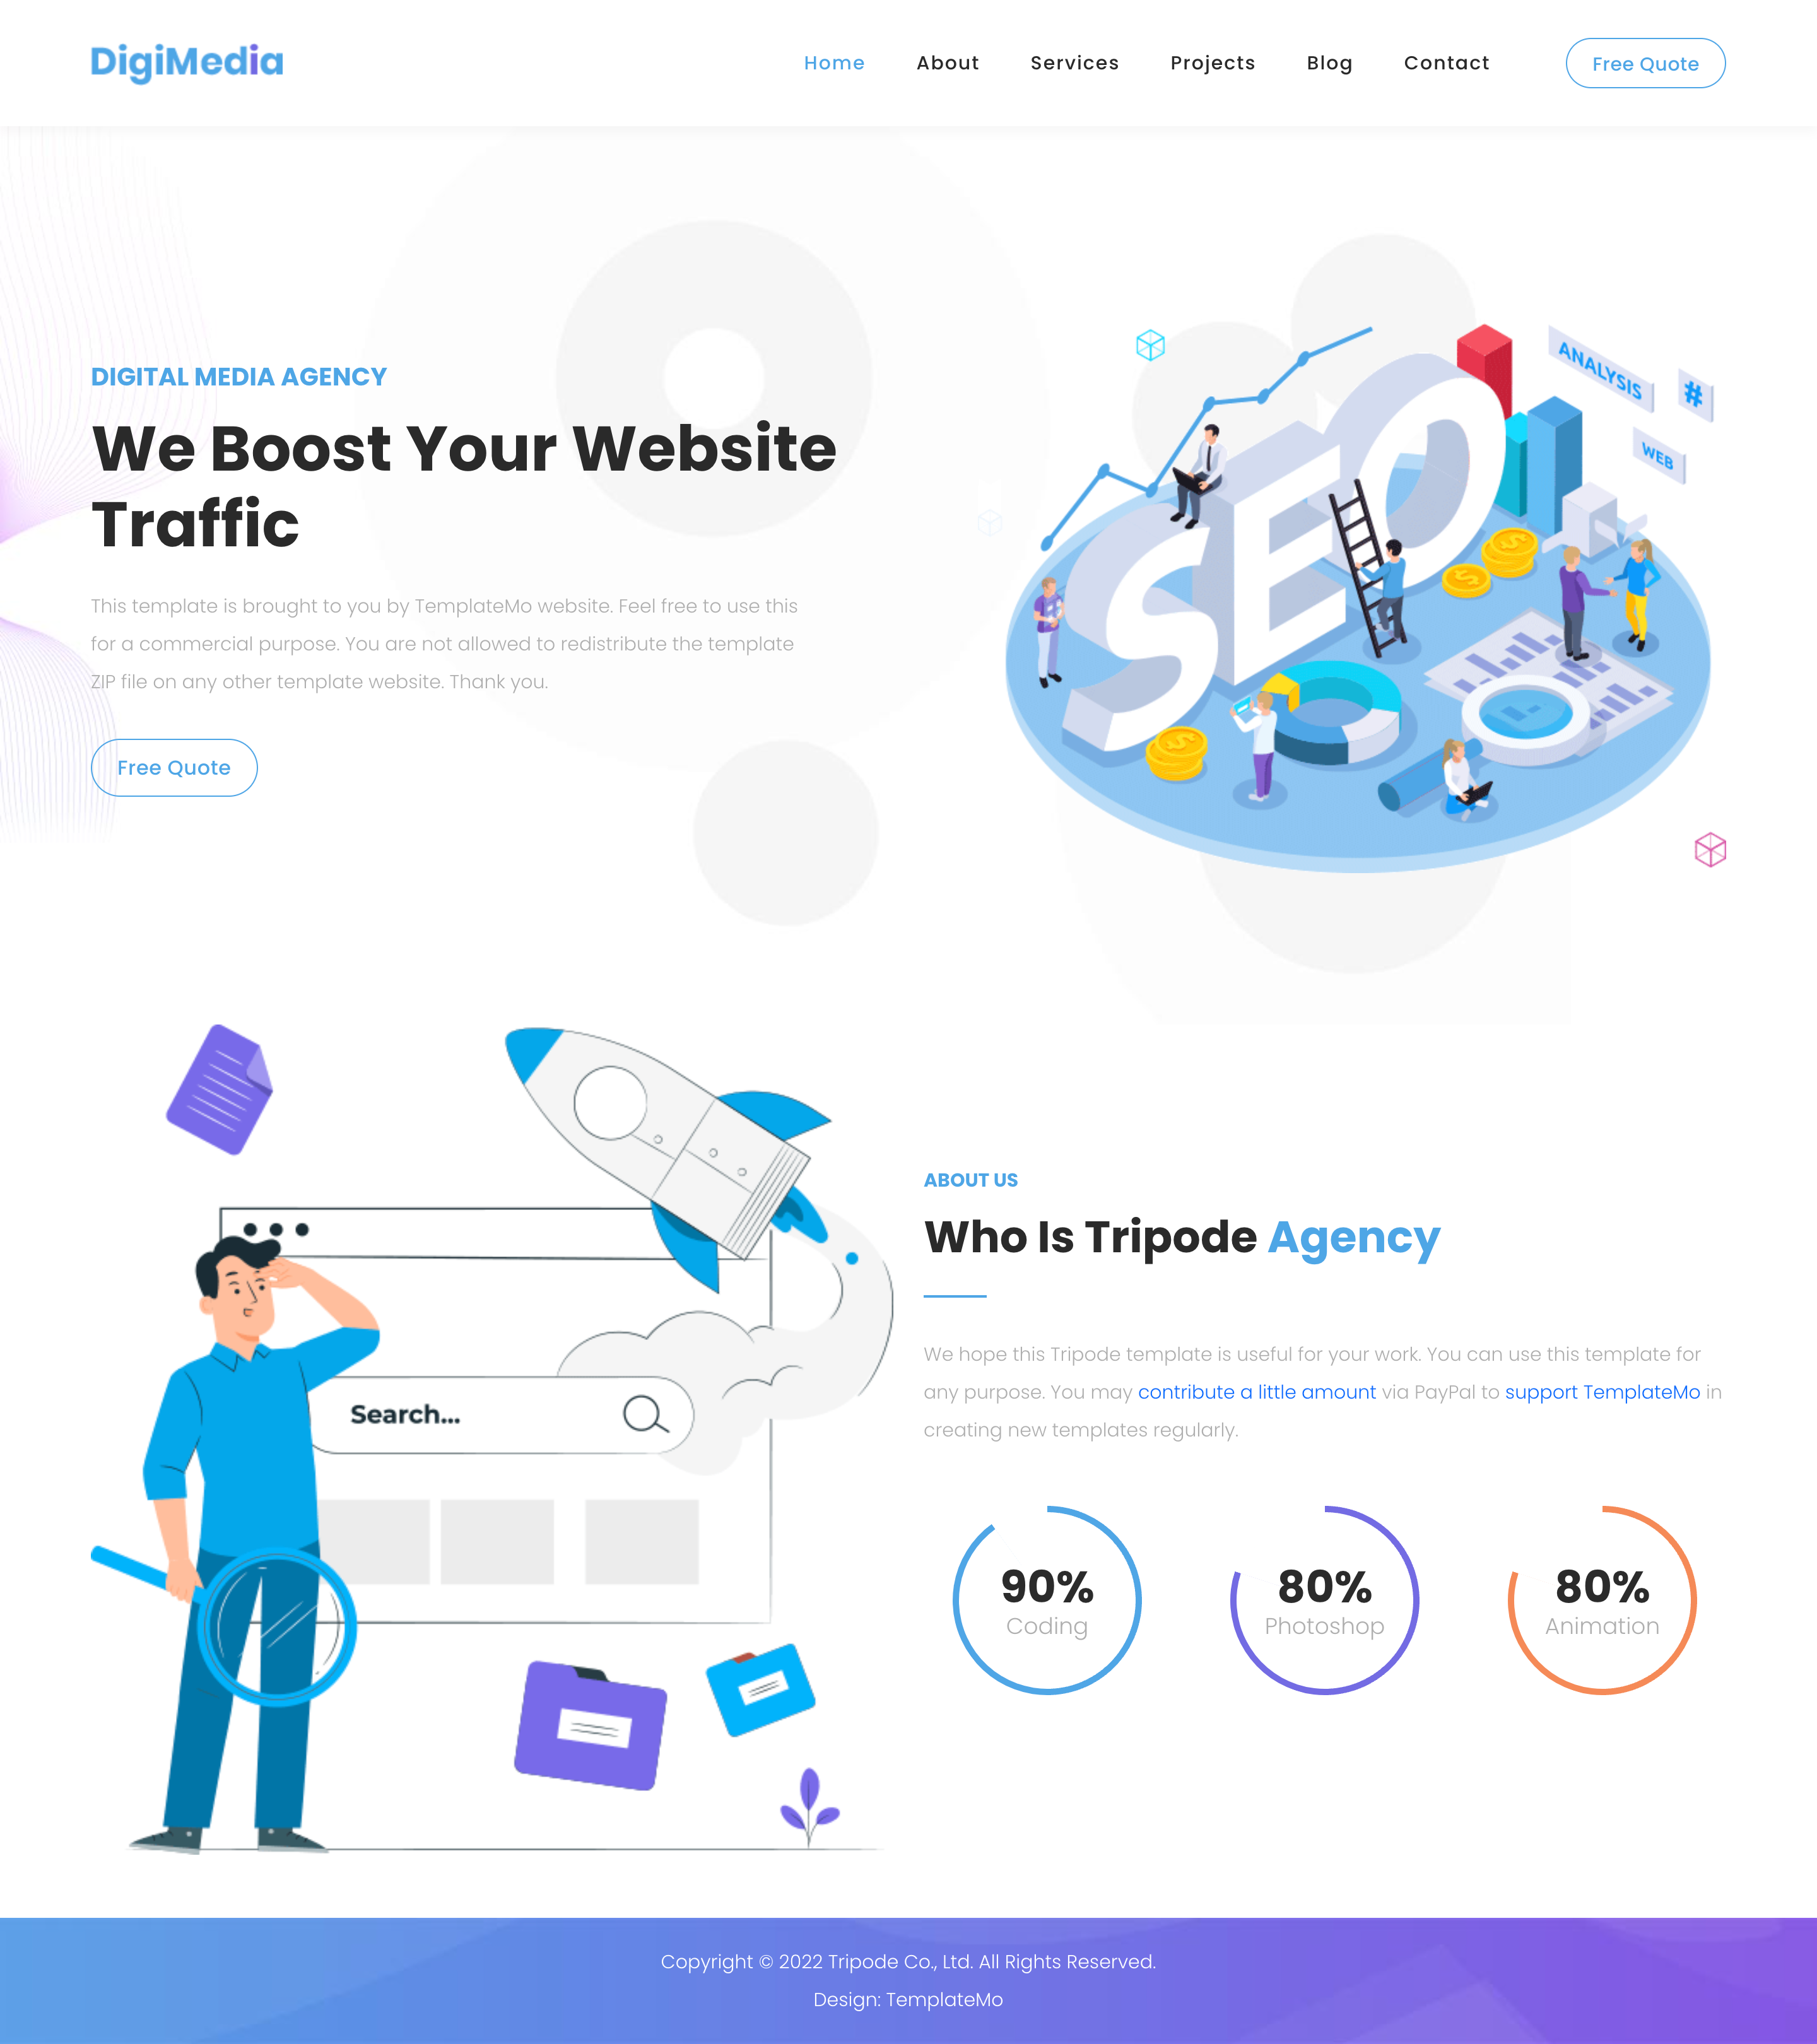 DigiMedia
Home About Services Projects Blog Contact Free Quote
DIGITAL MEDIA AGENCY
We Boost Your Website
Traffic
This template is brought to you by TemplateMo website. Feel free to use this
for a commercial purpose. You are not allowed to redistribute the template
ZIP file on any other template website. Thank you.
Free Quote
ANALYSIS
#
WEB
SEO
Search...
ABOUT US
Who Is Tripode Agency
We hope this Tripode template is useful for your work. You can use this template for
any purpose. You may contribute a little amount via PayPal to support TemplateMo in
creating new templates regularly.
90%
Coding
80%
Photoshop
80%
Animation
Copyright © 2022 Tripode Co., Ltd. All Rights Reserved.
Design: TemplateMo